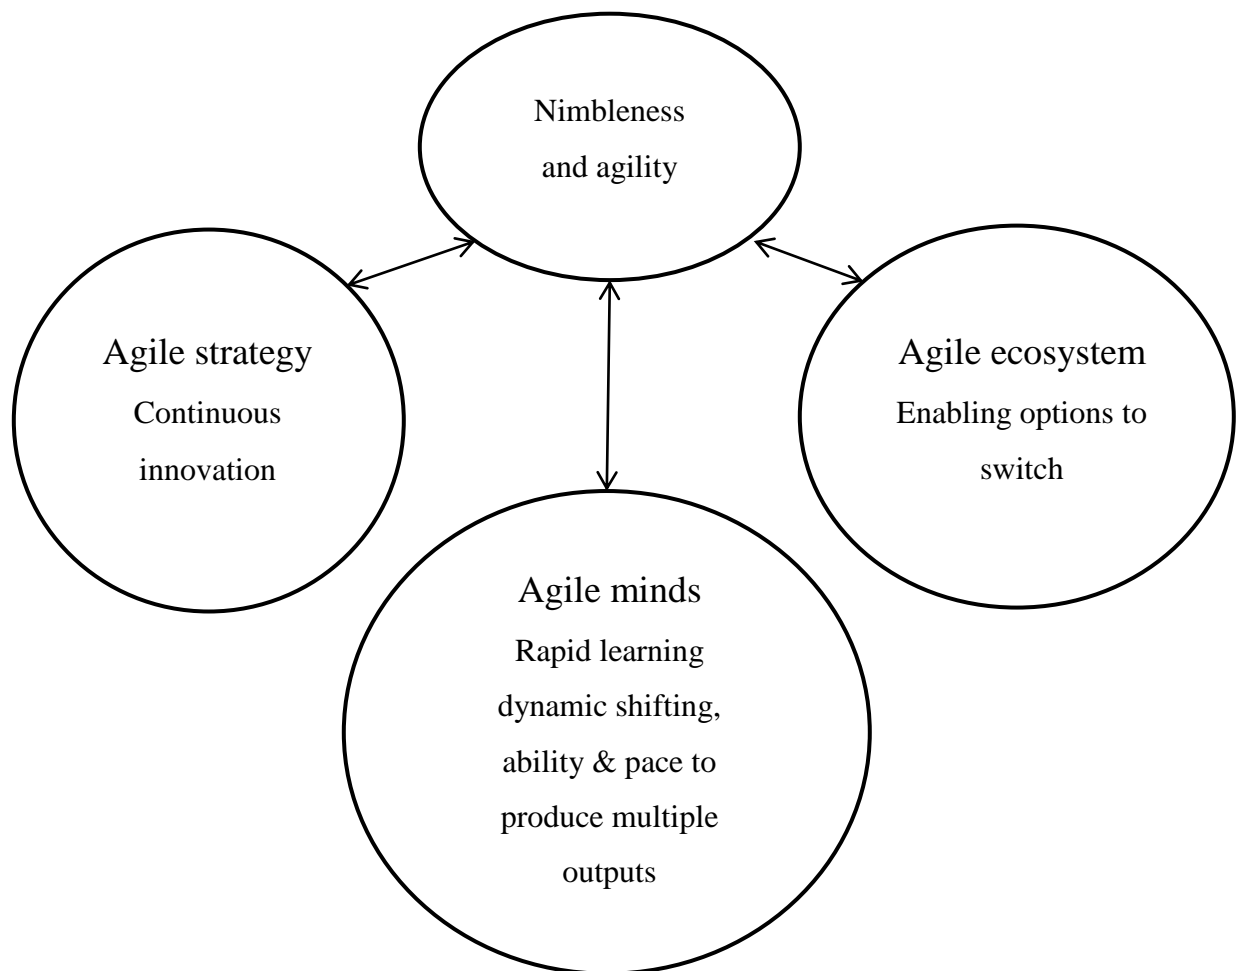 Nimbleness
and agility
Agile strategy
Continuous
innovation
Agile ecosystem
Enabling options to
switch
Agile minds
Rapid learning
dynamic shifting,
ability & pace to
produce multiple
outputs